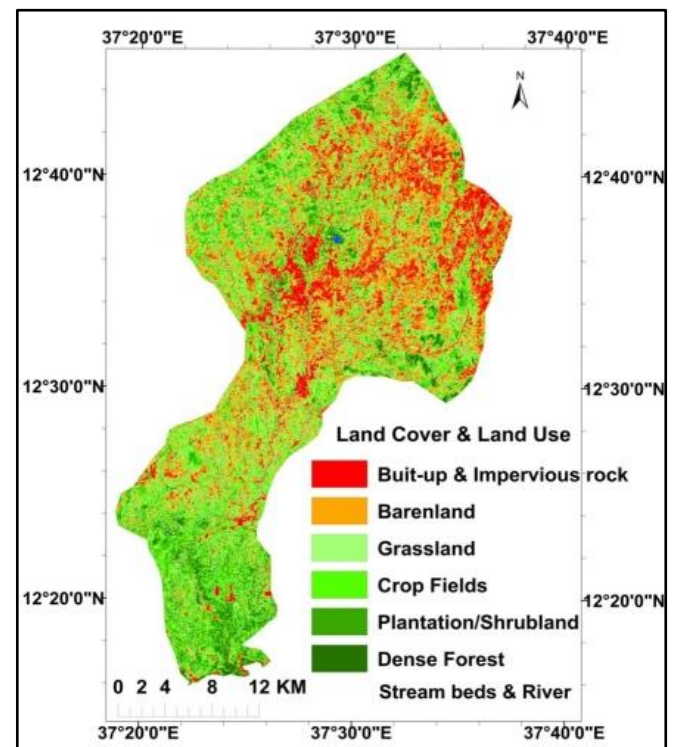 37°20'0"E 37°30'0"E 37°40'0"E
N
12°40'0"N 12°40'0"N
12°30'0"N 12°30'0"N
Land Cover & Land Use
Buit-up & Impervious rock
Barenland
Grassland
Crop Fields
12°20'0"N 12°20'0"N
Plantation/Shrubland
Dense Forest
Stream beds & River
0 2 4 8 12 KM
37°20'0"E 37°30'0"E 37°40'0"E